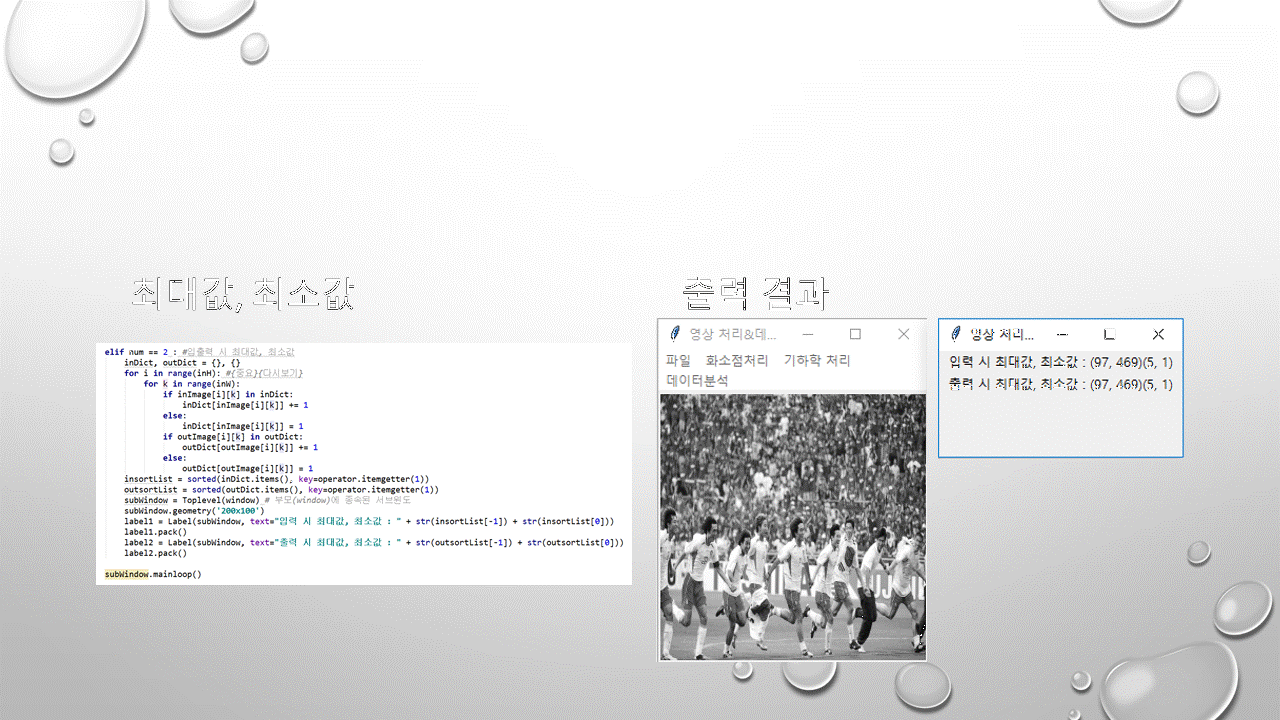 최대값, 최소값
elif num == 2 : #입출력 시 최대값, 최소값
    inDict, outDict = {}, {}
    for i in range(inH): #{중요}{다시보기}
        for k in range(inW):
            if inImage[i][k] in inDict:
                inDict[inImage[i][k]] += 1
            else:
                inDict[inImage[i][k]] = 1
            if outImage[i][k] in outDict:
                outDict[outImage[i][k]] += 1
            else:
                outDict[outImage[i][k]] = 1
    insortList = sorted(inDict.items(), key=operator.itemgetter(1))
    outsortList = sorted(outDict.items(), key=operator.itemgetter(1))
    subWindow = Toplevel(window) # 부모(window)에 종속된 서브윈도
    subWindow.geometry('200x100')
    label1 = Label(subWindow, text="입력 시 최대값, 최소값 : " + str(insortList[-1]) + str(insortList[0]))
    label1.pack()
    label2 = Label(subWindow, text="출력 시 최대값, 최소값 : " + str(outsortList[-1]) + str(outsortList[0]))
    label2.pack()
subWindow.mainloop()
출력 결과
영상 처리&데...
파일 화소점처리 기하학 처리
데이터분석
영상 처리...
입력 시 최대값, 최소값 : (97, 469)(5, 1)
출력 시 최대값, 최소값 : (97, 469)(5, 1)